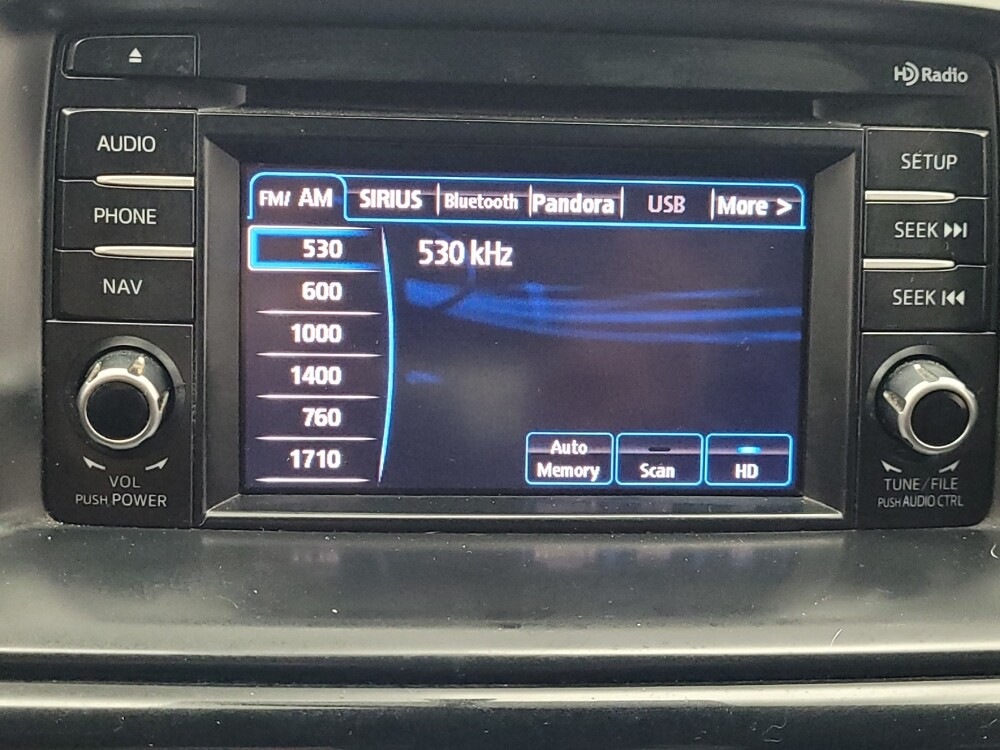 HD Radio
AUDIO
PHONE
NAV
VOL
PUSH POWER
FM/ AM SIRIUS Bluetooth Pandora USB More >
530
600
1000
1400
760
1710
530 kHz
Auto
Memory
Scan
HD
SETUP
SEEK
SEEK
TUNE/FILE
PUSH AUDIO CTRL